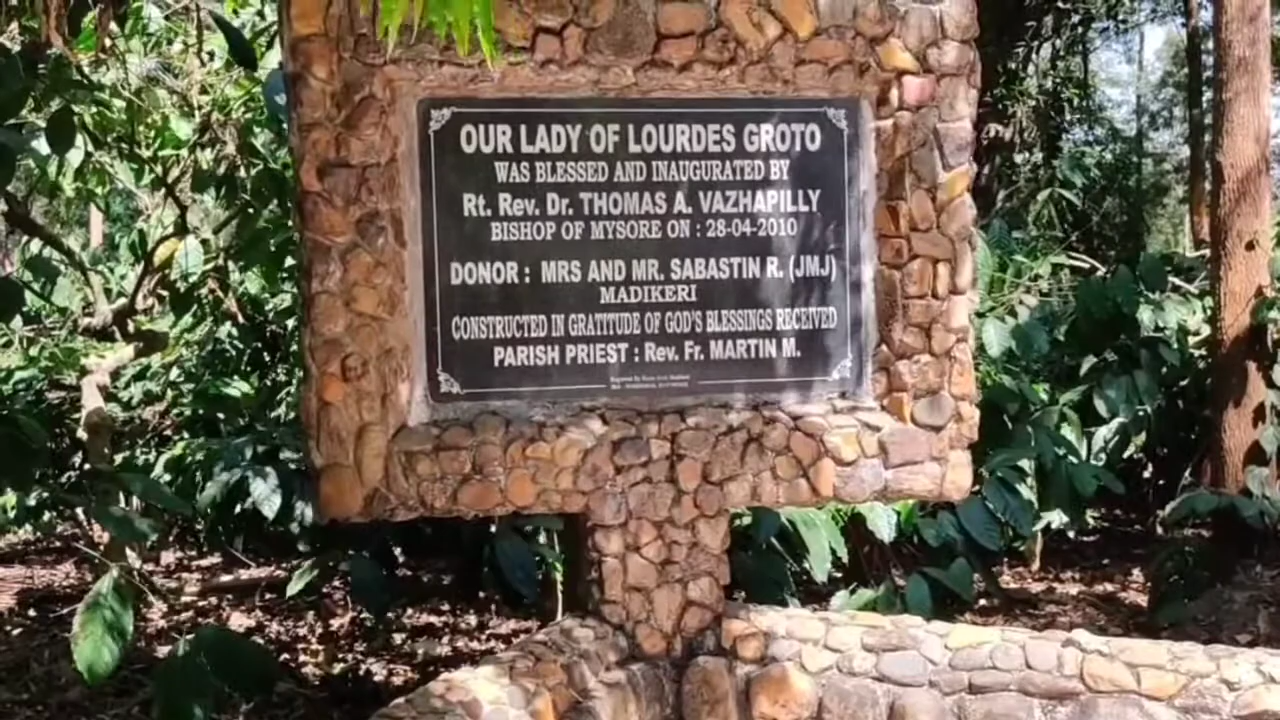 OUR LADY OF LOURDES GROTO
WAS BLESSED AND INAUGURATED BY
Rt. Rev. Dr. THOMAS A. VAZHAPILLY
BISHOP OF MYSORE ON : 28-04-2010
DONOR : MRS AND MR. SABASTIN R. (JMJ)
MADIKERI
CONSTRUCTED IN GRATITUDE OF GOD'S BLESSINGS RECEIVED
PARISH PRIEST : Rev. Fr. MARTIN M.